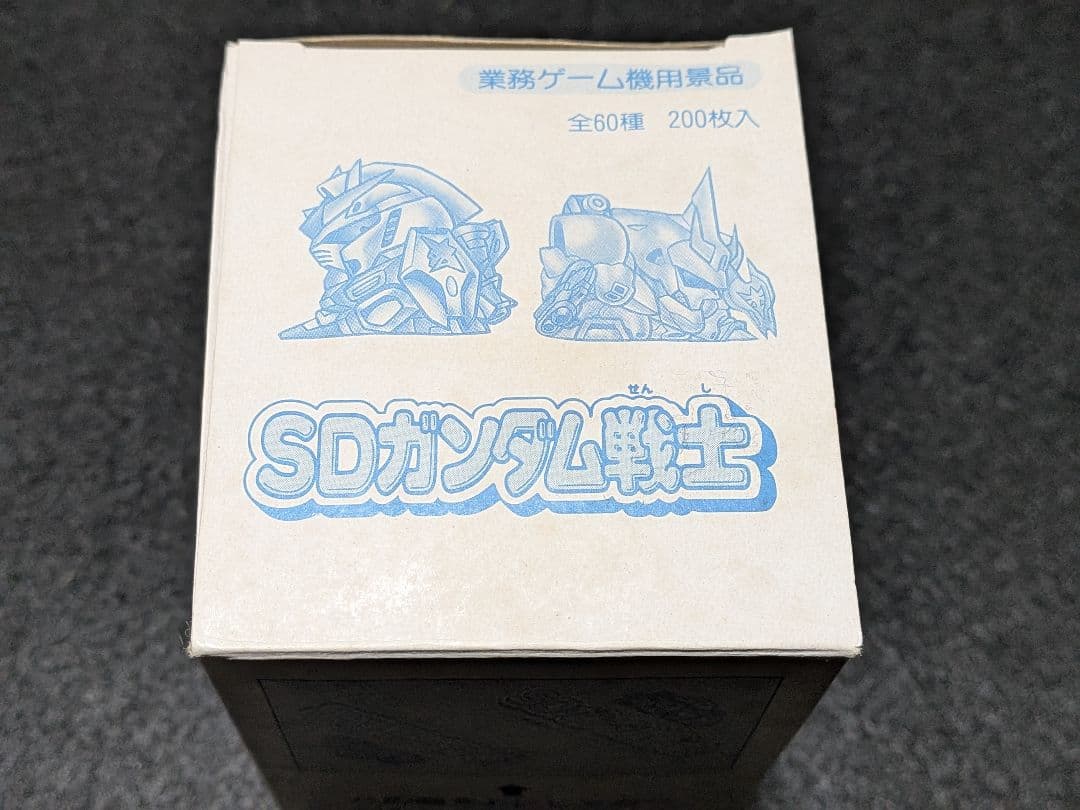 業務ゲーム機用景品
全60種 200枚入
せん し
SDガンダム戦士